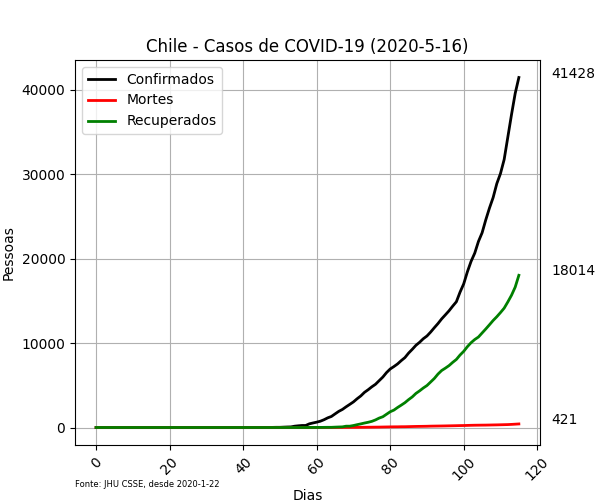 Chile - Casos de COVID-19 (2020-5-16)
Confirmados
Mortes
Recuperados
41428
18014
421
40000
30000
20000
10000
0
Pessoas
0 20 40 60 80 100 120
Dias
Fonte: JHU CSSE, desde 2020-1-22